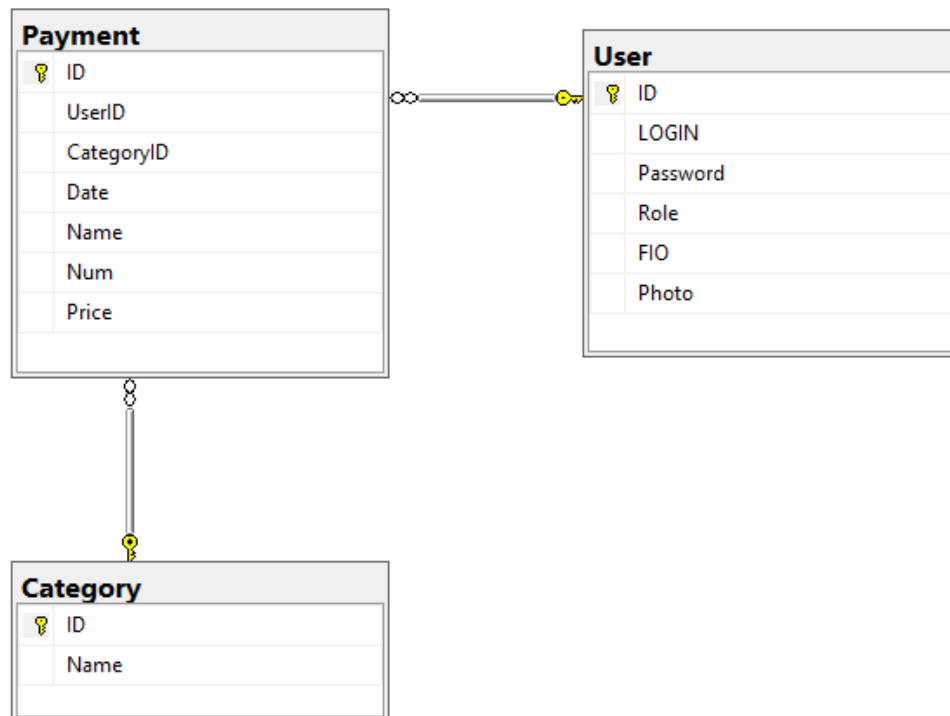 Payment
ID
UserID
CategoryID
Date
Name
Num
Price
User
ID
LOGIN
Password
Role
FIO
Photo
Category
ID
Name